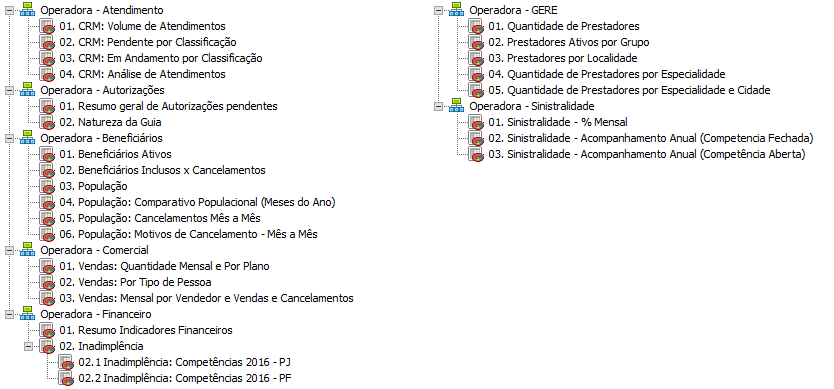 Operadora - Atendimento
01. CRM: Volume de Atendimentos
02. CRM: Pendente por Classificação
03. CRM: Em Andamento por Classificação
04. CRM: Análise de Atendimentos
Operadora - Autorizações
01. Resumo geral de Autorizações pendentes
02. Natureza da Guia
Operadora - Beneficiários
01. Beneficiários Ativos
02. Beneficiários Inclusos x Cancelamentos
03. População
04. População: Comparativo Populacional (Meses do Ano)
05. População: Cancelamentos Mês a Mês
06. População: Motivos de Cancelamento - Mês a Mês
Operadora - Comercial
01. Vendas: Quantidade Mensal e Por Plano
02. Vendas: Por Tipo de Pessoa
03. Vendas: Mensal por Vendedor e Vendas e Cancelamentos
Operadora - Financeiro
01. Resumo Indicadores Financeiros
02. Inadimplência
02.1 Inadimplência: Competências 2016 - PJ
02.2 Inadimplência: Competências 2016 - PF
Operadora - GERE
01. Quantidade de Prestadores
02. Prestadores Ativos por Grupo
03. Prestadores por Localidade
04. Quantidade de Prestadores por Especialidade
05. Quantidade de Prestadores por Especialidade e Cidade
Operadora - Sinistralidade
01. Sinistralidade - % Mensal
02. Sinistralidade - Acompanhamento Anual (Competencia Fechada)
03. Sinistralidade - Acompanhamento Anual (Competência Aberta)